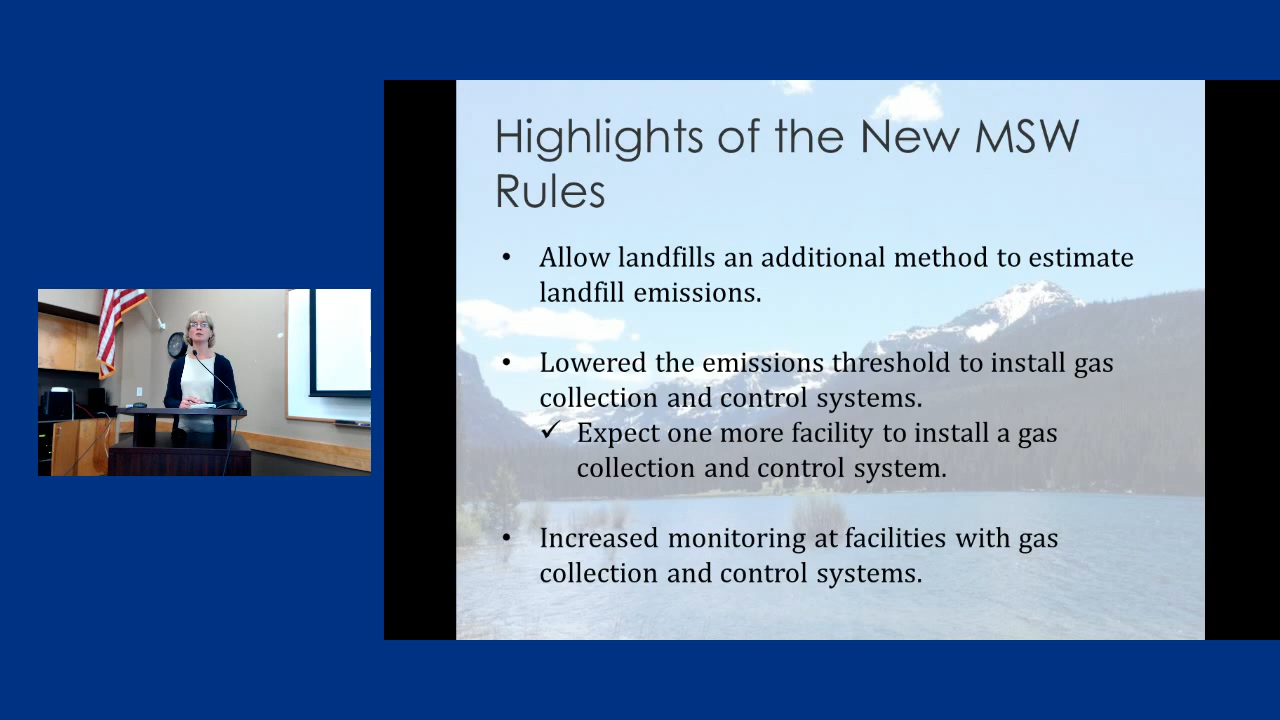 Highlights of the New MSW
Rules
• Allow landfills an additional method to estimate
landfill emissions.
• Lowered the emissions threshold to install gas
collection and control systems.
✓ Expect one more facility to install a gas
collection and control system.
• Increased monitoring at facilities with gas
collection and control systems.